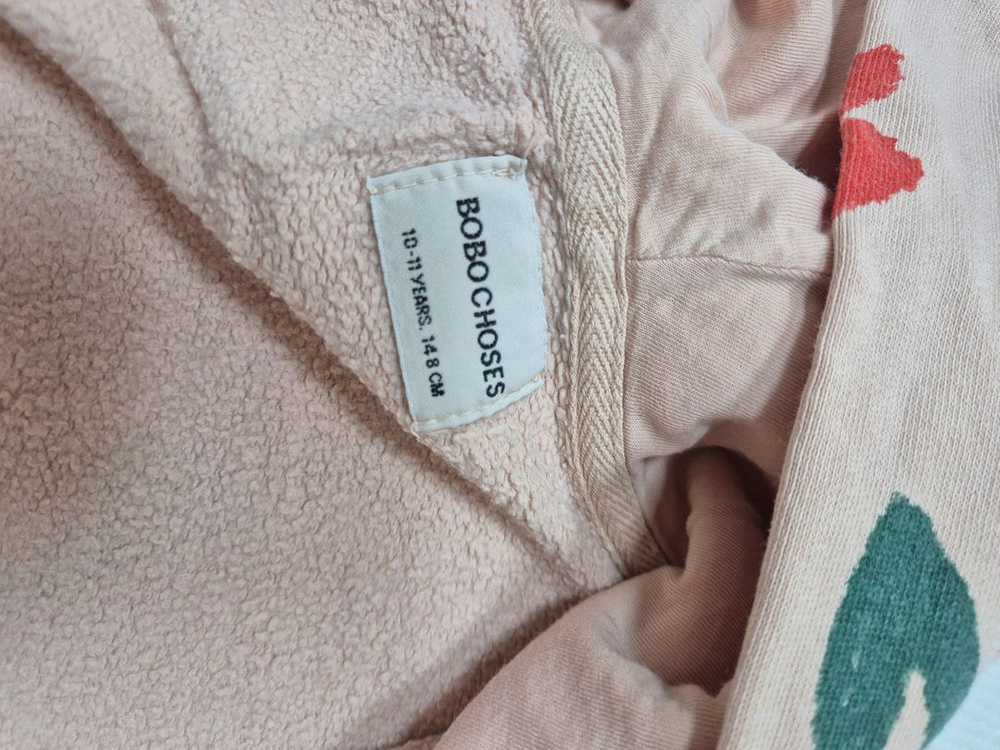 BOBO CHOSES
10-11 YEARS. 148 CM